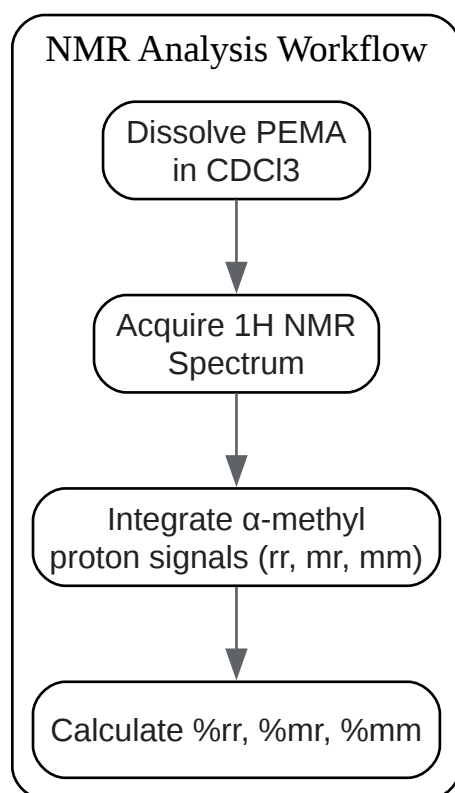 NMR Analysis Workflow
Dissolve PEMA
in CDCl3
Acquire 1H NMR
Spectrum
Integrate α-methyl
proton signals (rr, mr, mm)
Calculate %rr, %mr, %mm